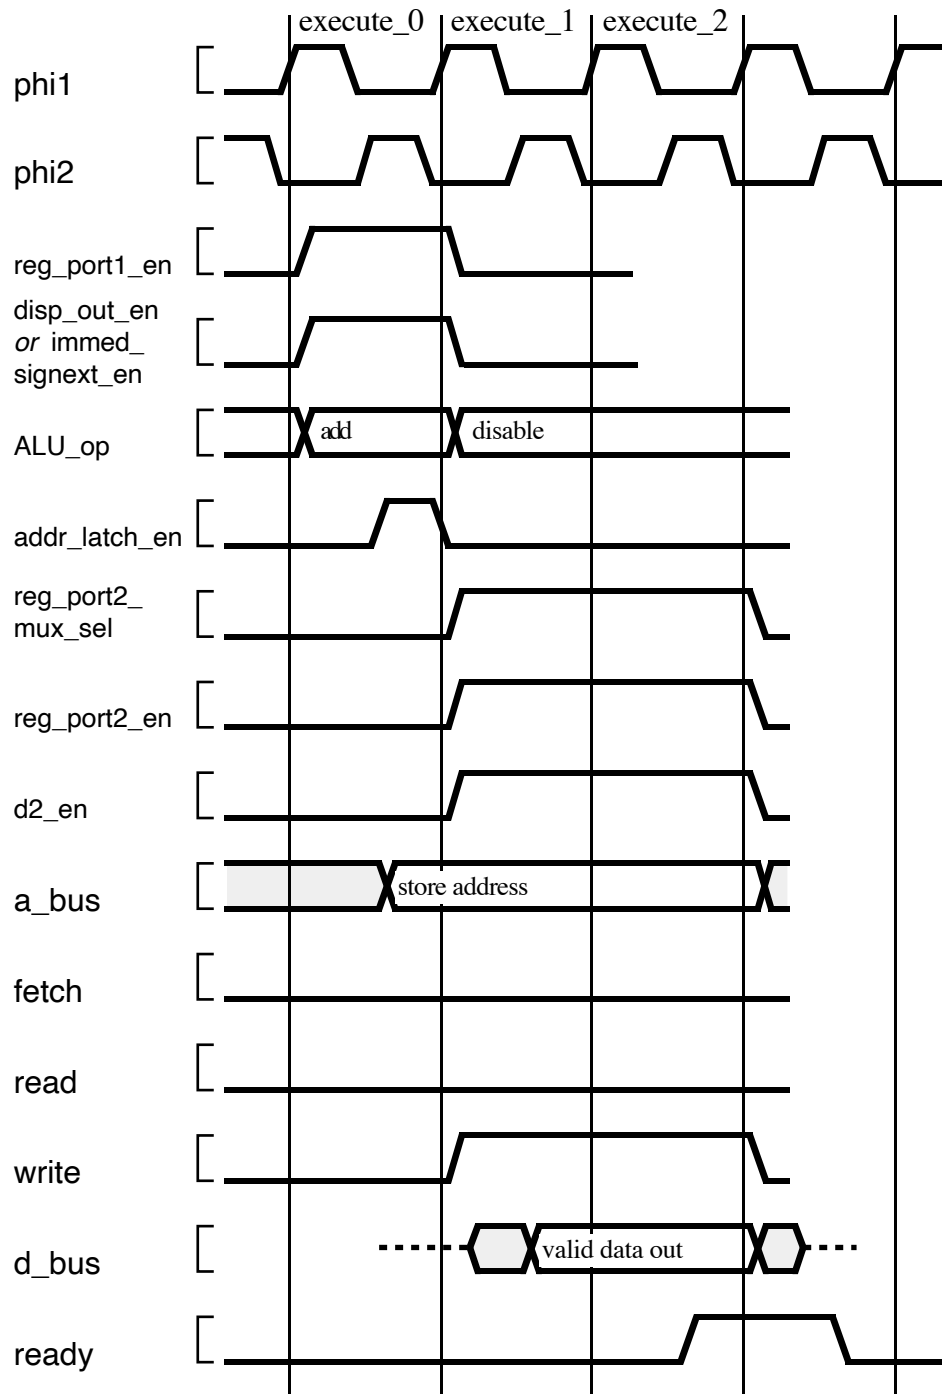 execute_0 execute_1 execute_2
phi1
phi2
reg_port1_en
disp_out_en
or immed_
signext_en
ALU_op
add
disable
addr_latch_en
reg_port2_
mux_sel
reg_port2_en
d2_en
a_bus
store address
fetch
read
write
d_bus
valid data out
ready